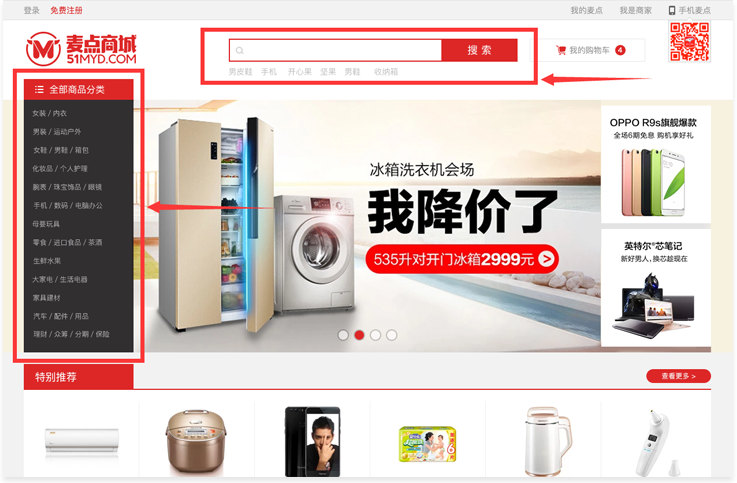 登录 免费注册
我的麦点 我是商家 手机麦点
麦点商城
51MYD.COM
搜索
我的购物车 4
男皮鞋 手机 开心果 坚果 男鞋 收纳箱
全部商品分类
女装 / 内衣
男装 / 运动户外
女鞋 / 男鞋 / 箱包
化妆品 / 个人护理
腕表 / 珠宝饰品 / 眼镜
手机 / 数码 / 电脑办公
母婴玩具
零食 / 进口食品 / 茶酒
生鲜水果
大家电 / 生活电器
家具建材
汽车 / 配件 / 用品
理财 / 众筹 / 分期 / 保险
冰箱洗衣机会场
我降价了
535升对开门冰箱2999元 >
OPPO R9s旗舰爆款
全场6期免息 购机享好礼
英特尔®芯笔记
新好男人，换芯趁现在
特别推荐
查看更多 >